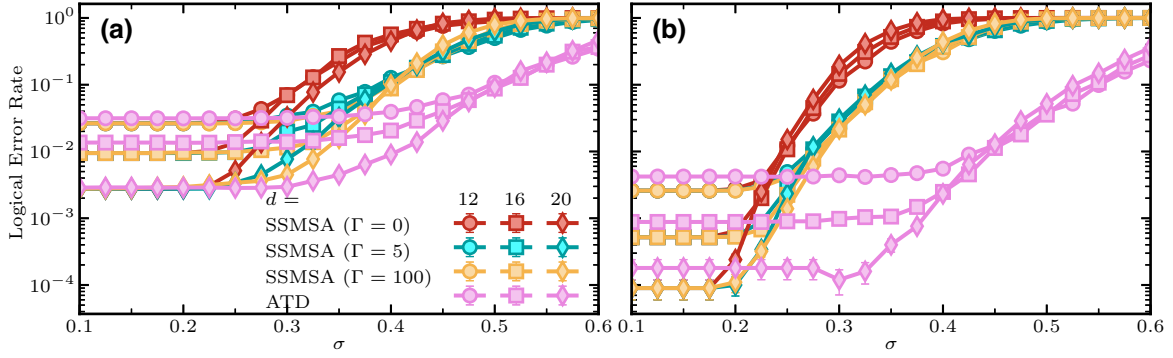 (a)
(b)
Logical Error Rate
10⁰
10⁻¹
10⁻²
10⁻³
10⁻⁴
d =
12 16 20
SSMSA (Γ = 0)
SSMSA (Γ = 5)
SSMSA (Γ = 100)
ATD
0.1 0.2 0.3 0.4 0.5 0.6
σ
0.1 0.2 0.3 0.4 0.5 0.6
σ